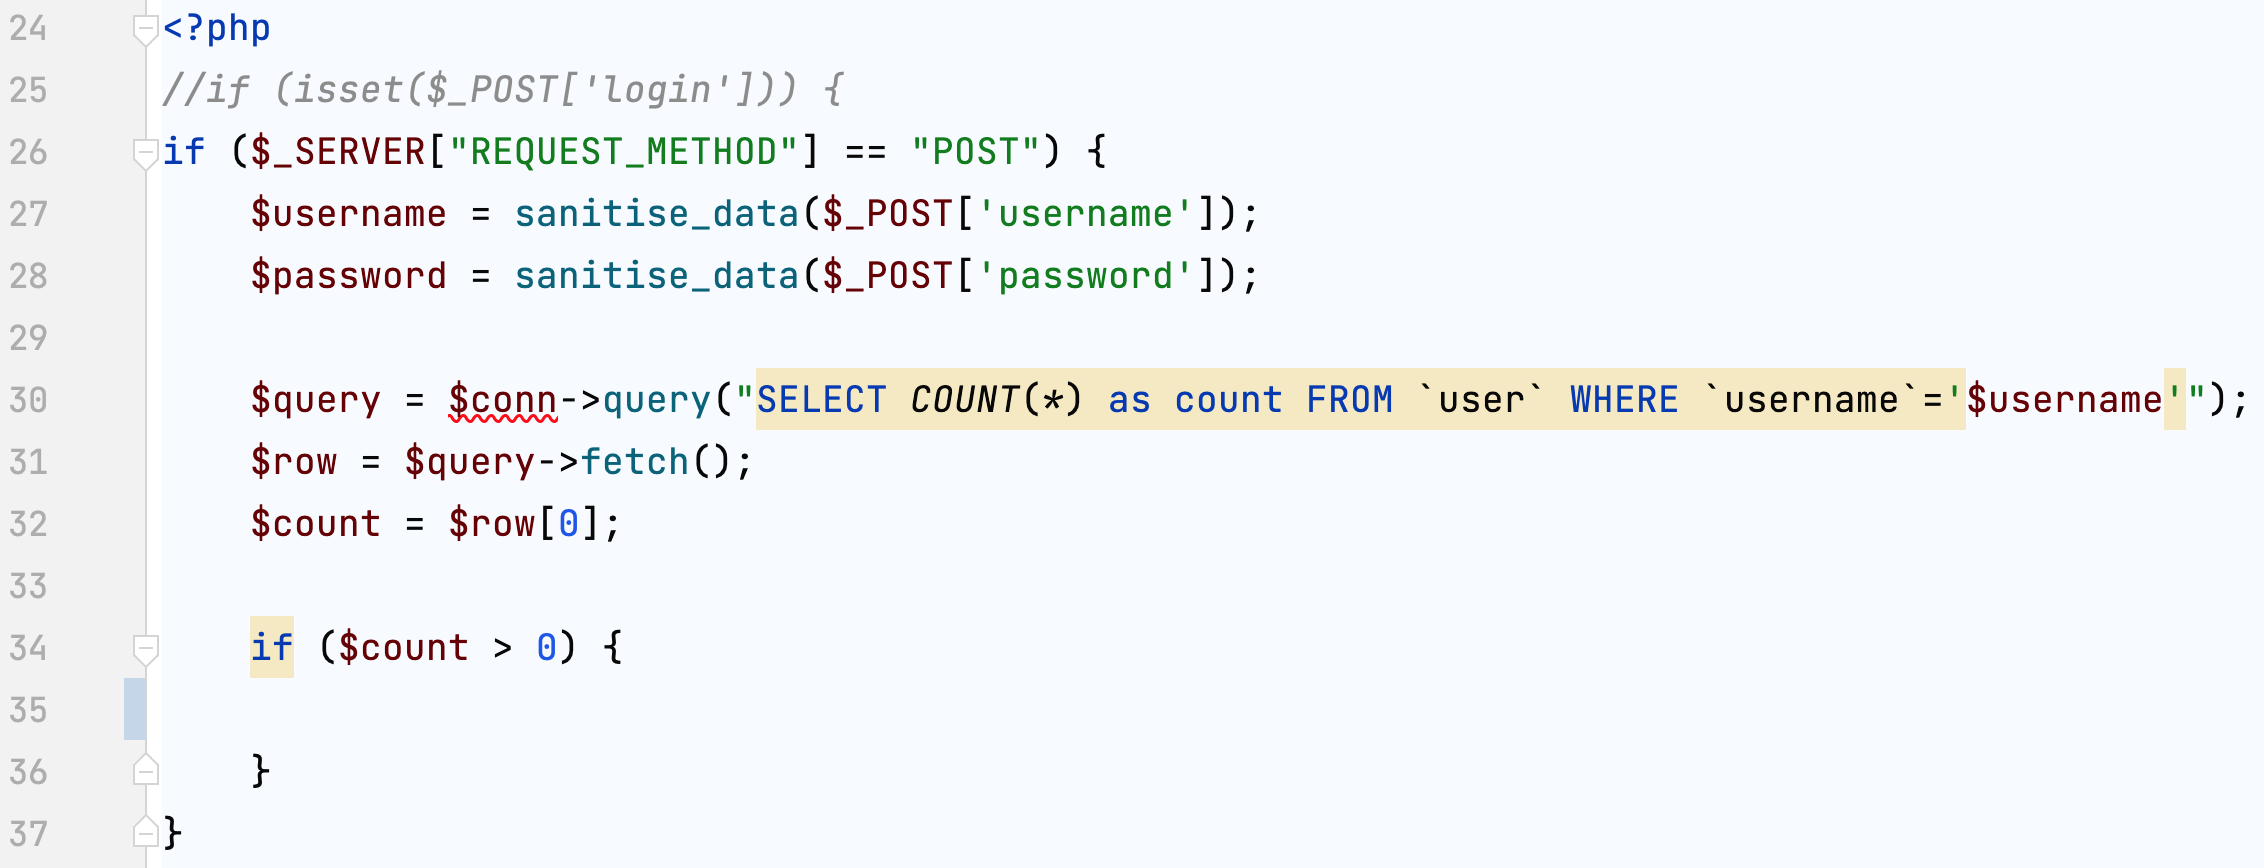 24 <?php
25 //if (isset($_POST['login'])) {
26 if ($_SERVER["REQUEST_METHOD"] == "POST") {
27     $username = sanitise_data($_POST['username']);
28     $password = sanitise_data($_POST['password']);
29
30     $query = $conn->query("SELECT COUNT(*) as count FROM `user` WHERE `username`='$username'");
31     $row = $query->fetch();
32     $count = $row[0];
33
34     if ($count > 0) {
35
36     }
37 }